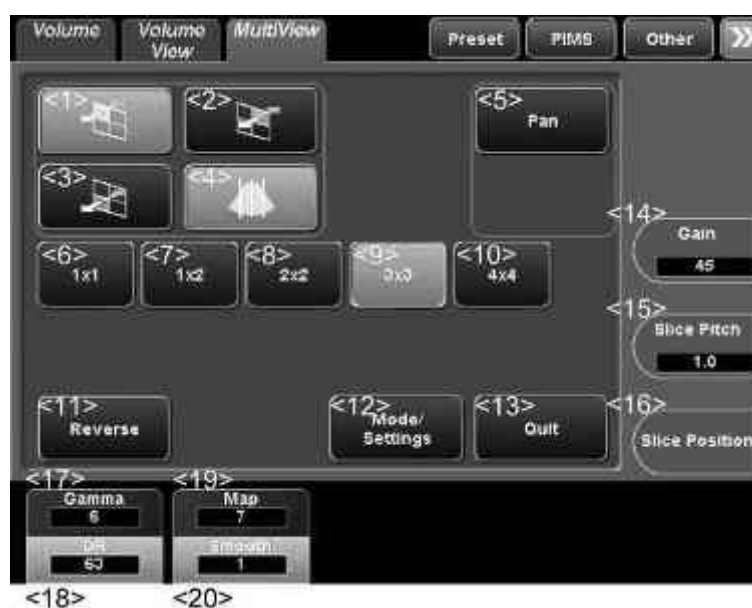 Volume Volume View MultiView Preset PIMS Other »
<1> <2> <5> Pan
<3> <4>
<14> Gain 45
<6> 1x1 <7> 1x2 <8> 2x2 <9> 3x3 <10> 4x4
<15> Slice Pitch 1.0
<11> Reverse <12> Mode/ Settings <13> Quit <16> Slice Position
<17> Gamma 6 <19> Map 7
DR 60 Smooth 1
<18> <20>